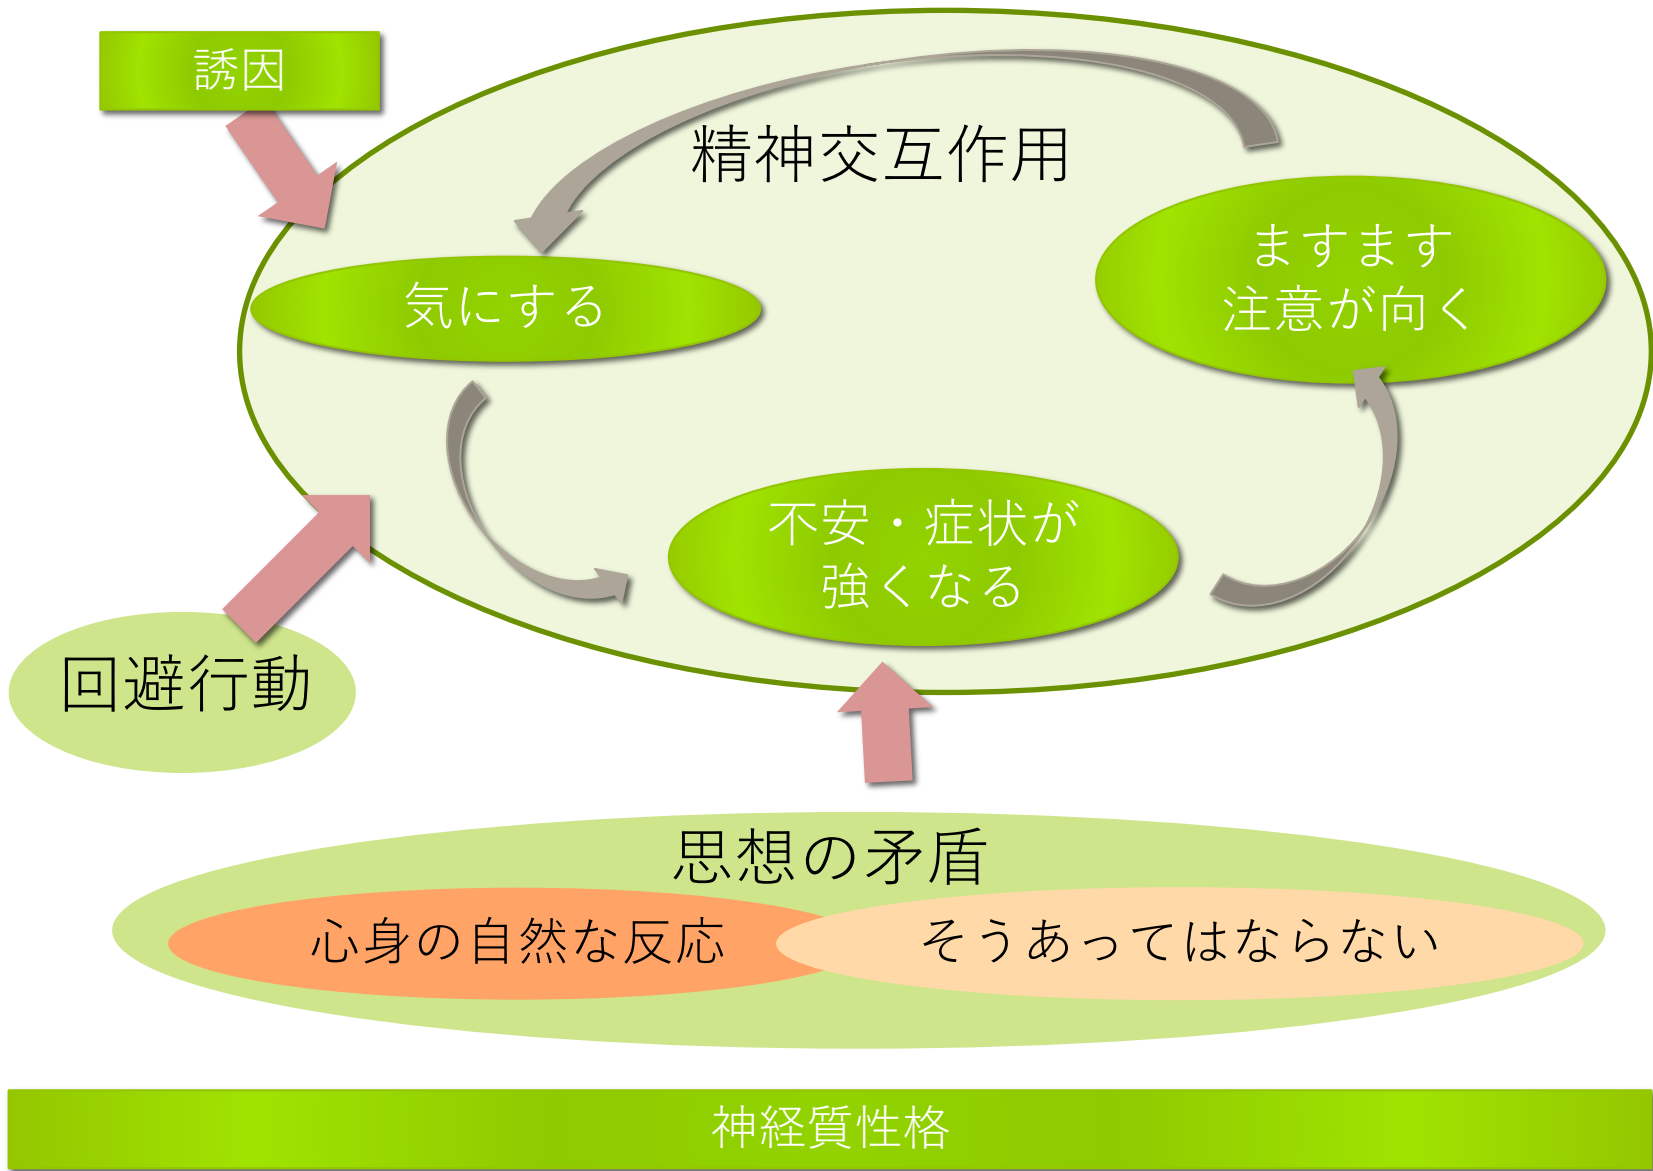 誘因
精神交互作用
ますます
注意が向く
気にする
不安・症状が
強くなる
回避行動
思想の矛盾
心身の自然な反応
そうあってはならない
神経質性格